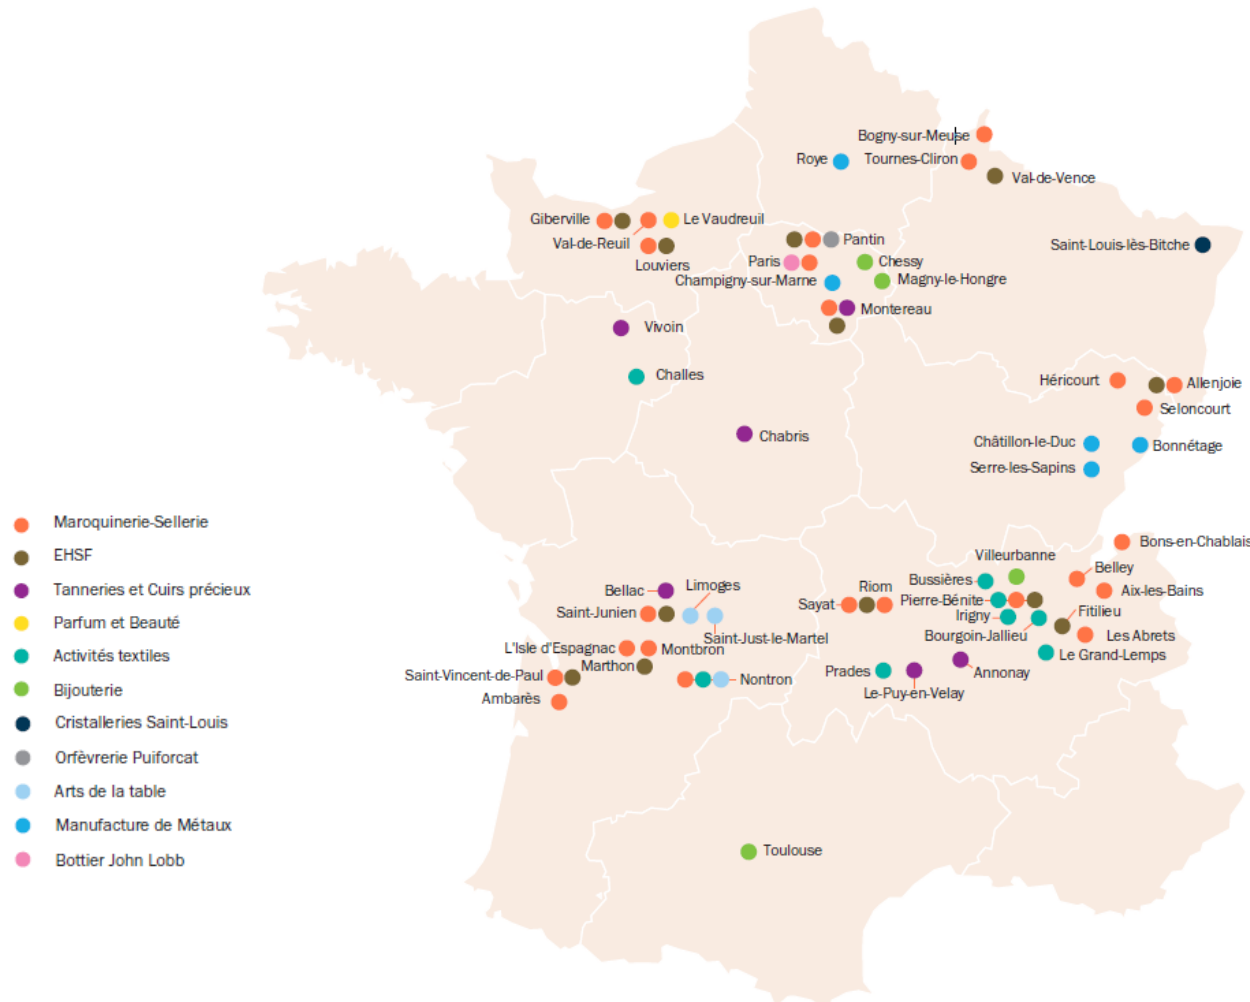 Bogny-sur-Meuse
Roye
Tournes-Cliron
Val-de-Vence
Giberville
Le Vaudreuil
Val-de-Reuil
Louviers
Pantin
Saint-Louis-lès-Bitche
Paris
Chessy
Champigny-sur-Marne
Magny-le-Hongre
Montereau
Vivoin
Challes
Héricourt
Allenjoie
Seloncourt
Chabris
Châtillon-le-Duc
Bonnétage
Serre-les-Sapins
Maroquinerie-Sellerie
EHSF
Tanneries et Cuirs précieux
Parfum et Beauté
Activités textiles
Bijouterie
Cristalleries Saint-Louis
Orfèvrerie Puiforcat
Arts de la table
Manufacture de Métaux
Bottier John Lobb
Bons-en-Chablais
Villeurbanne
Belley
Bussières
Aix-les-Bains
Bellac
Limoges
Riom
Sayat
Pierre-Bénite
Fitilieu
Saint-Junien
Irigny
Saint-Just-le-Martel
Bourgoin-Jallieu
Les Abrets
L'Isle d'Espagnac
Montbron
Le Grand-Lemps
Marthon
Saint-Vincent-de-Paul
Nontron
Prades
Annonay
Le-Puy-en-Velay
Ambarès
Toulouse